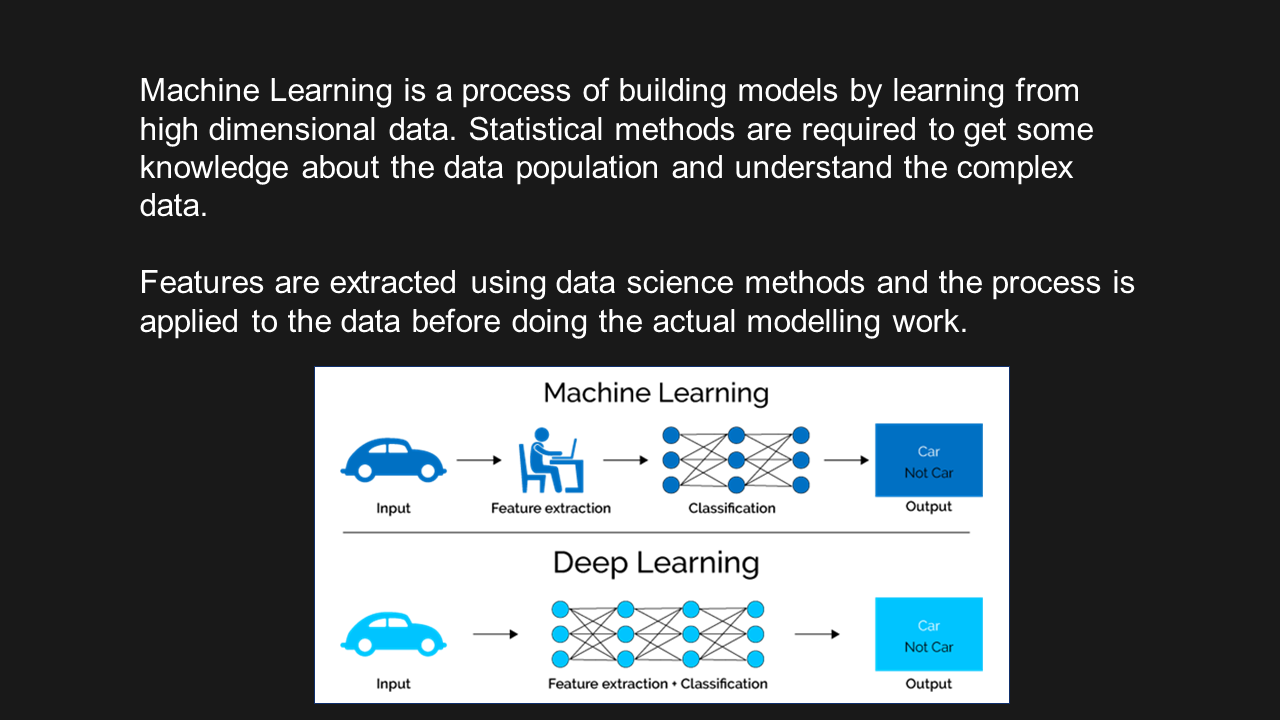 Machine Learning is a process of building models by learning from
high dimensional data. Statistical methods are required to get some
knowledge about the data population and understand the complex
data.
Features are extracted using data science methods and the process is
applied to the data before doing the actual modelling work.
Machine Learning
Car
Not Car
Input
Feature extraction
Classification
Output
Deep Learning
Car
Not Car
Input
Feature extraction + Classification
Output